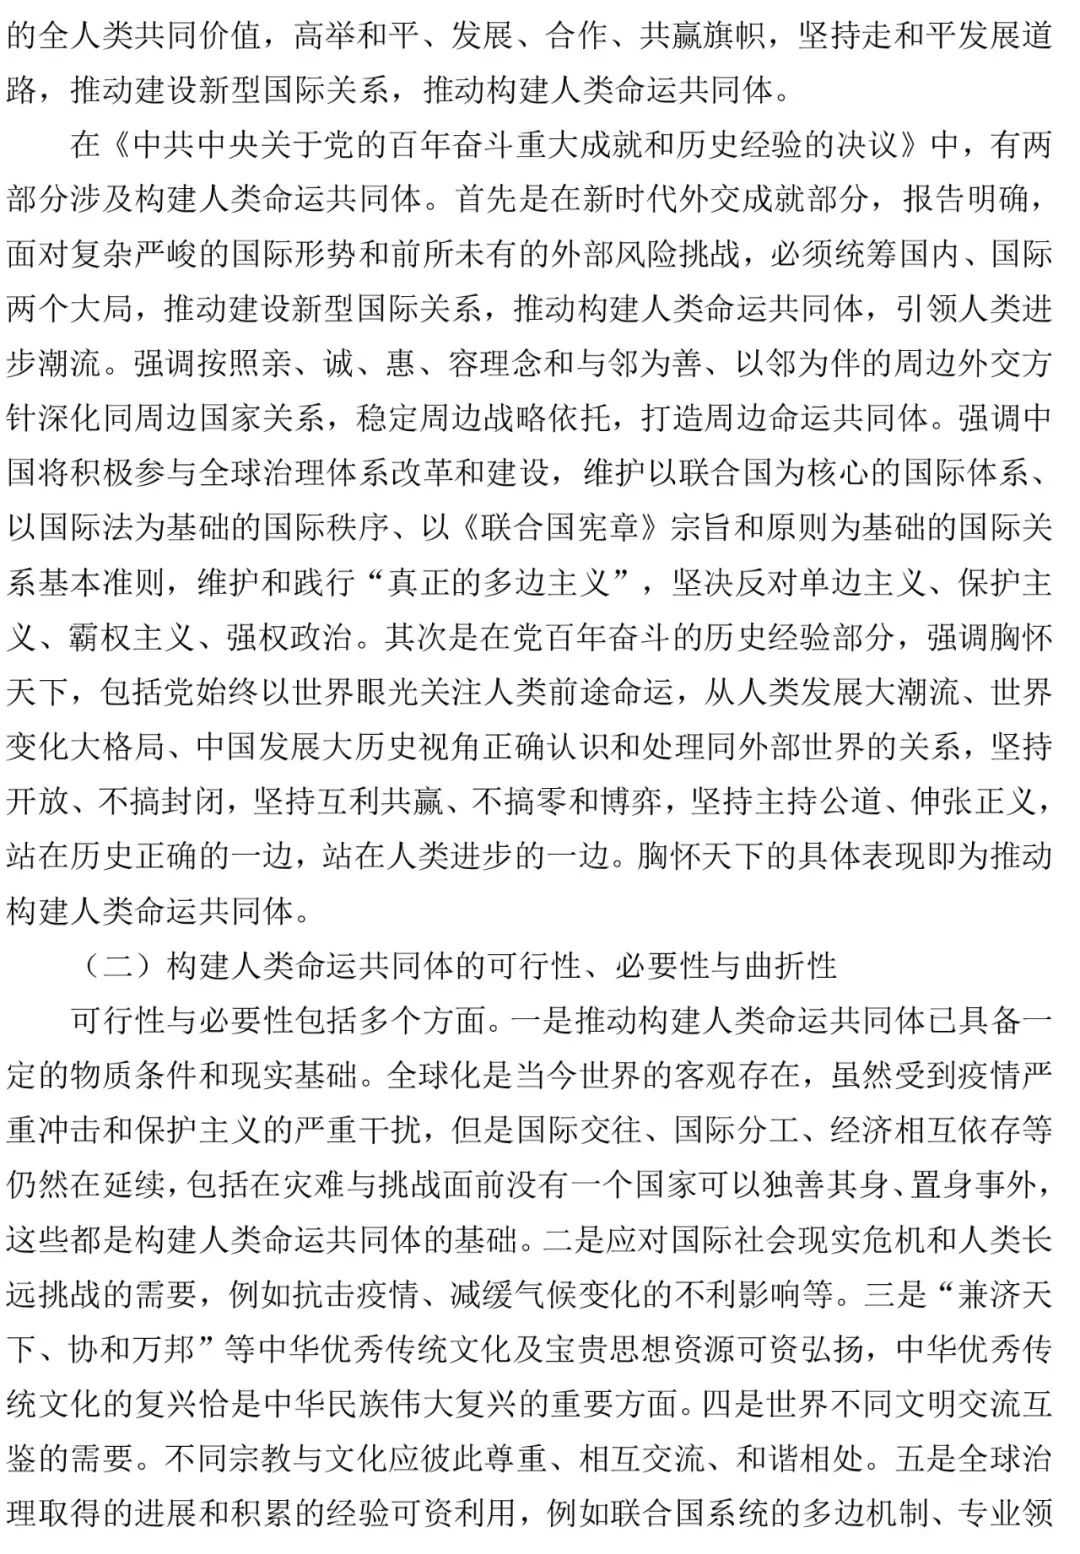 的全人类共同价值，高举和平、发展、合作、共赢旗帜，坚持走和平发展道
路，推动建设新型国际关系，推动构建人类命运共同体。
在《中共中央关于党的百年奋斗重大成就和历史经验的决议》中，有两
部分涉及构建人类命运共同体。首先是在新时代外交成就部分，报告明确，
面对复杂严峻的国际形势和前所未有的外部风险挑战，必须统筹国内、国际
两个大局，推动建设新型国际关系，推动构建人类命运共同体，引领人类进
步潮流。强调按照亲、诚、惠、容理念和与邻为善、以邻为伴的周边外交方
针深化同周边国家关系，稳定周边战略依托，打造周边命运共同体。强调中
国将积极参与全球治理体系改革和建设，维护以联合国为核心的国际体系、
以国际法为基础的国际秩序、以《联合国宪章》宗旨和原则为基础的国际关
系基本准则，维护和践行“真正的多边主义”，坚决反对单边主义、保护主
义、霸权主义、强权政治。其次是在党百年奋斗的历史经验部分，强调胸怀
天下，包括党始终以世界眼光关注人类前途命运，从人类发展大潮流、世界
变化大格局、中国发展大历史视角正确认识和处理同外部世界的关系，坚持
开放、不搞封闭，坚持互利共赢、不搞零和博弈，坚持主持公道、伸张正义，
站在历史正确的一边，站在人类进步的一边。胸怀天下的具体表现即为推动
构建人类命运共同体。
（二）构建人类命运共同体的可行性、必要性与曲折性
可行性与必要性包括多个方面。一是推动构建人类命运共同体已具备一
定的物质条件和现实基础。全球化是当今世界的客观存在，虽然受到疫情严
重冲击和保护主义的严重干扰，但是国际交往、国际分工、经济相互依存等
仍然在延续，包括在灾难与挑战面前没有一个国家可以独善其身、置身事外，
这些都是构建人类命运共同体的基础。二是应对国际社会现实危机和人类长
远挑战的需要，例如抗击疫情、减缓气候变化的不利影响等。三是“兼济天
下、协和万邦”等中华优秀传统文化及宝贵思想资源可资弘扬，中华优秀传
统文化的复兴恰是中华民族伟大复兴的重要方面。四是世界不同文明交流互
鉴的需要。不同宗教与文化应彼此尊重、相互交流、和谐相处。五是全球治
理取得的进展和积累的经验可资利用，例如联合国系统的多边机制、专业领